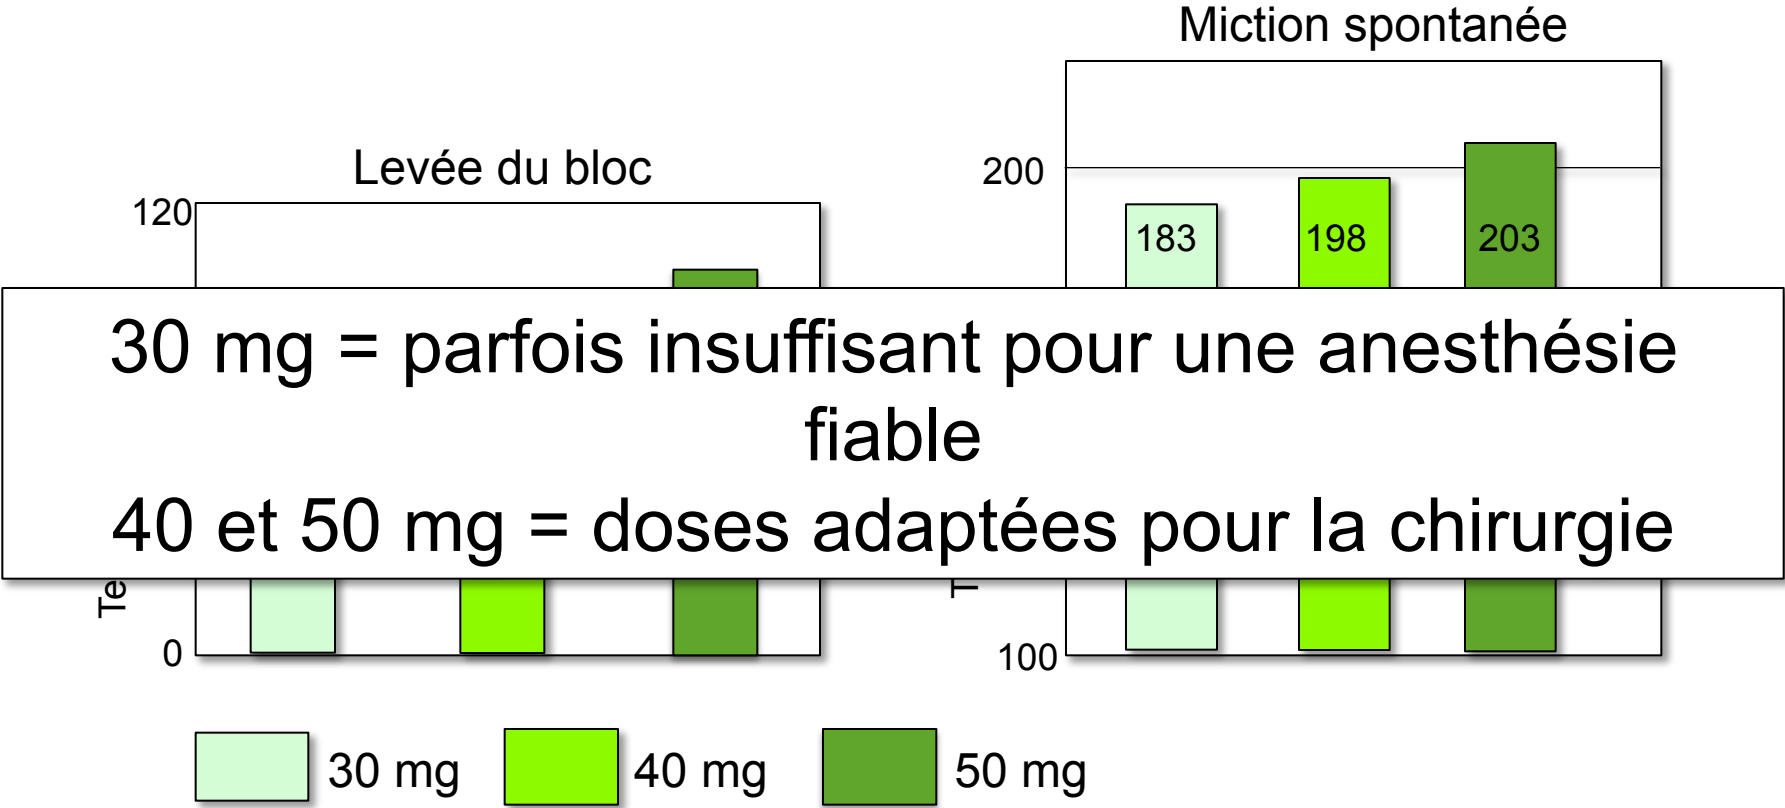 Miction spontanée
Levée du bloc
200
120
183
198
203
30 mg = parfois insuffisant pour une anesthésie
fiable
40 et 50 mg = doses adaptées pour la chirurgie
Te
0
100
30 mg
40 mg
50 mg